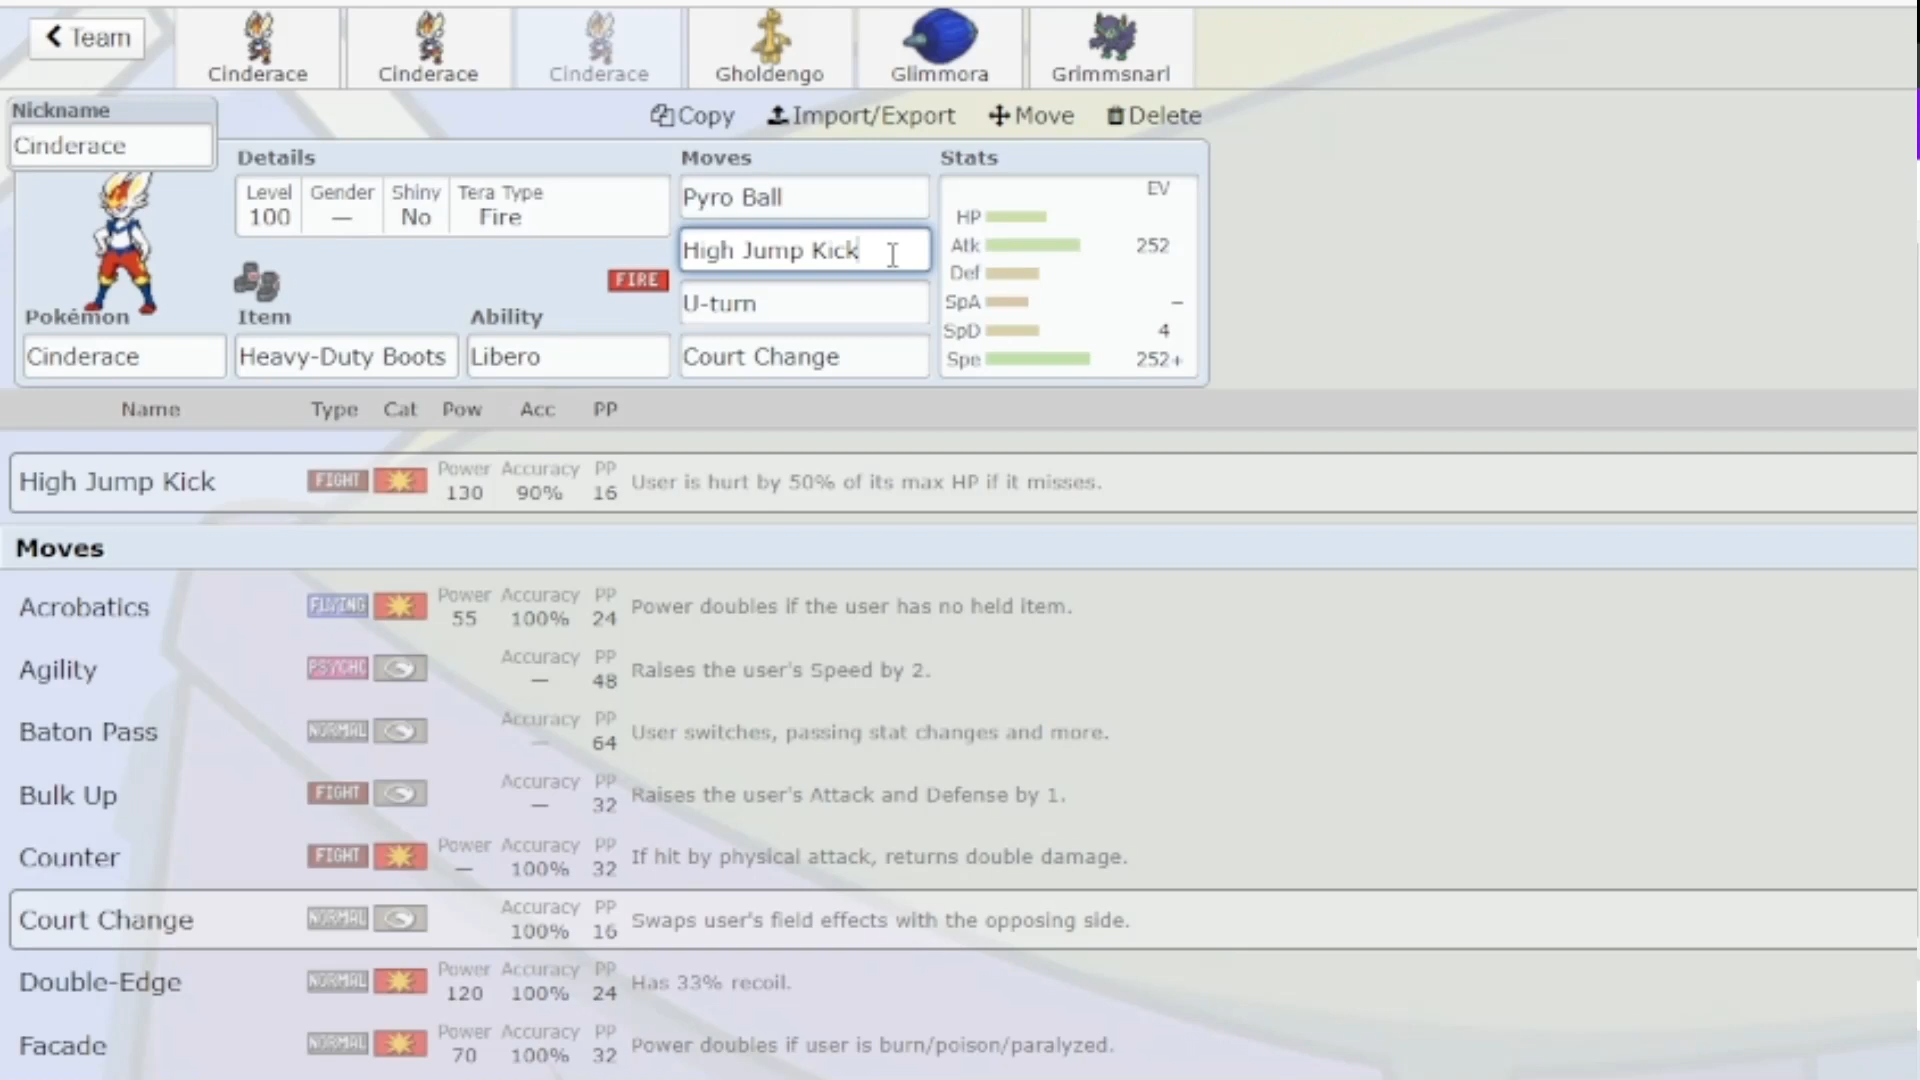 Team
Cinderace
Cinderace
Cinderace
Gholdengo
Glimmora
Grimmsnarl
Nickname
Cinderace
Copy
Import/Export
Move
Delete
Details
Level
100
Gender
—
Shiny
No
Tera Type
Fire
FIRE
Pokémon
Cinderace
Item
Heavy-Duty Boots
Ability
Libero
Moves
Pyro Ball
High Jump Kick
U-turn
Court Change
Stats
EV
HP
Atk 252
Def
SpA –
SpD 4
Spe 252+
Name Type Cat Pow Acc PP
High Jump Kick FIGHT Power 130 Accuracy 90% PP 16 User is hurt by 50% of its max HP if it misses.
Moves
Acrobatics FLYING Power 55 Accuracy 100% PP 24 Power doubles if the user has no held item.
Agility PSYCHC Accuracy — PP 48 Raises the user's Speed by 2.
Baton Pass NORMAL Accuracy — PP 64 User switches, passing stat changes and more.
Bulk Up FIGHT Accuracy — PP 32 Raises the user's Attack and Defense by 1.
Counter FIGHT Power — Accuracy 100% PP 32 If hit by physical attack, returns double damage.
Court Change NORMAL Accuracy 100% PP 16 Swaps user's field effects with the opposing side.
Double-Edge NORMAL Power 120 Accuracy 100% PP 24 Has 33% recoil.
Facade NORMAL Power 70 Accuracy 100% PP 32 Power doubles if user is burn/poison/paralyzed.